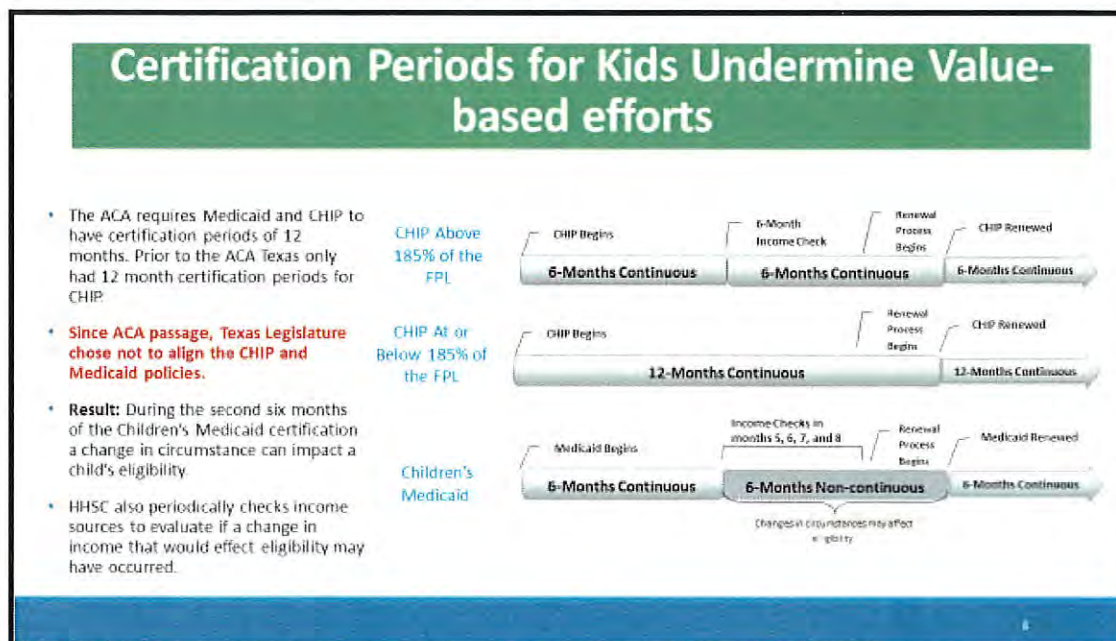 Certification Periods for Kids Undermine Value-
based efforts
• The ACA requires Medicaid and CHIP to
have certification periods of 12
months. Prior to the ACA Texas only
had 12 month certification periods for
CHIP.
• Since ACA passage, Texas Legislature
chose not to align the CHIP and
Medicaid policies.
• Result: During the second six months
of the Children's Medicaid certification
a change in circumstance can impact a
child's eligibility.
• HHSC also periodically checks income
sources to evaluate if a change in
income that would effect eligibility may
have occurred.
CHIP Above
185% of the
FPL
CHIP Begins
6-Month
Income Check
Renewal
Process
Begins
CHIP Renewed
6-Months Continuous
6-Months Continuous
6-Months Continuous
CHIP At or
Below 185% of
the FPL
CHIP Begins
Renewal
Process
Begins
CHIP Renewed
12-Months Continuous
12-Months Continuous
Children's
Medicaid
Medicaid Begins
Income Checks in
months 5, 6, 7, and 8
Renewal
Process
Begins
Medicaid Renewed
6-Months Continuous
6-Months Non-continuous
6-Months Continuous
Changes in circumstances may affect
eligibility